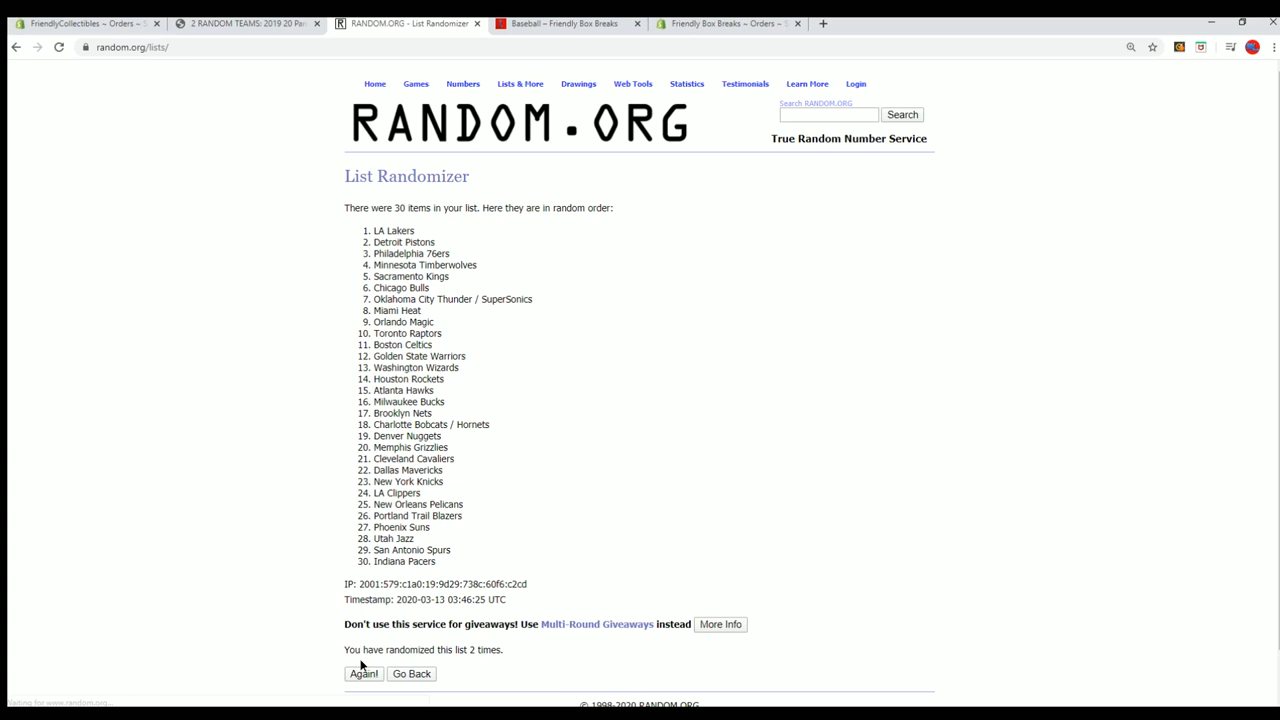 FriendlyCollectibles ~ Orders ~ S
2 RANDOM TEAMS: 2019 20 Pan
RANDOM.ORG - List Randomizer
Baseball – Friendly Box Breaks
Friendly Box Breaks ~ Orders ~ S
random.org/lists/
Home Games Numbers Lists & More Drawings Web Tools Statistics Testimonials Learn More Login
RANDOM.ORG
Search RANDOM.ORG
Search
True Random Number Service
List Randomizer
There were 30 items in your list. Here they are in random order:
1. LA Lakers
2. Detroit Pistons
3. Philadelphia 76ers
4. Minnesota Timberwolves
5. Sacramento Kings
6. Chicago Bulls
7. Oklahoma City Thunder / SuperSonics
8. Miami Heat
9. Orlando Magic
10. Toronto Raptors
11. Boston Celtics
12. Golden State Warriors
13. Washington Wizards
14. Houston Rockets
15. Atlanta Hawks
16. Milwaukee Bucks
17. Brooklyn Nets
18. Charlotte Bobcats / Hornets
19. Denver Nuggets
20. Memphis Grizzlies
21. Cleveland Cavaliers
22. Dallas Mavericks
23. New York Knicks
24. LA Clippers
25. New Orleans Pelicans
26. Portland Trail Blazers
27. Phoenix Suns
28. Utah Jazz
29. San Antonio Spurs
30. Indiana Pacers
IP: 2001:579:c1a0:19:9d29:738c:60f6:c2cd
Timestamp: 2020-03-13 03:46:25 UTC
Don't use this service for giveaways! Use Multi-Round Giveaways instead More Info
You have randomized this list 2 times.
Again! Go Back
Waiting for www.random.org...
© 1998-2020 RANDOM.ORG